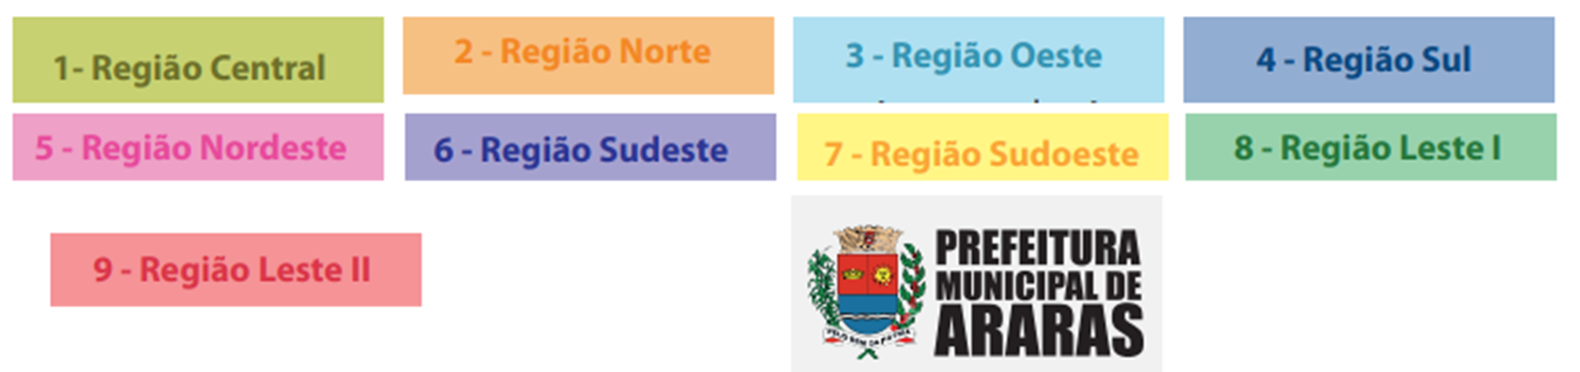 1- Região Central
2 - Região Norte
3 - Região Oeste
4 - Região Sul
5 - Região Nordeste
6 - Região Sudeste
7 - Região Sudoeste
8 - Região Leste I
9 - Região Leste II
PREFEITURA
MUNICIPAL DE
ARARAS